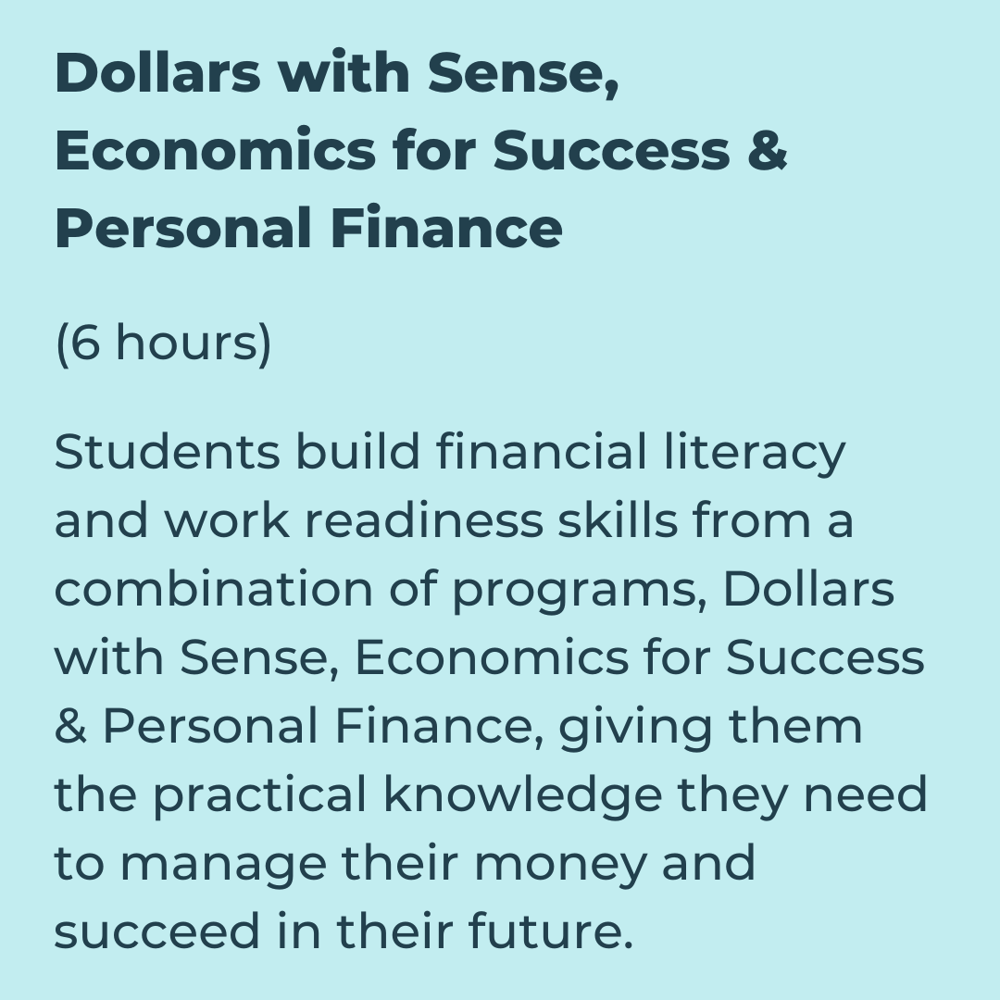 Dollars with Sense,
Economics for Success &
Personal Finance
(6 hours)
Students build financial literacy
and work readiness skills from a
combination of programs, Dollars
with Sense, Economics for Success
& Personal Finance, giving them
the practical knowledge they need
to manage their money and
succeed in their future.